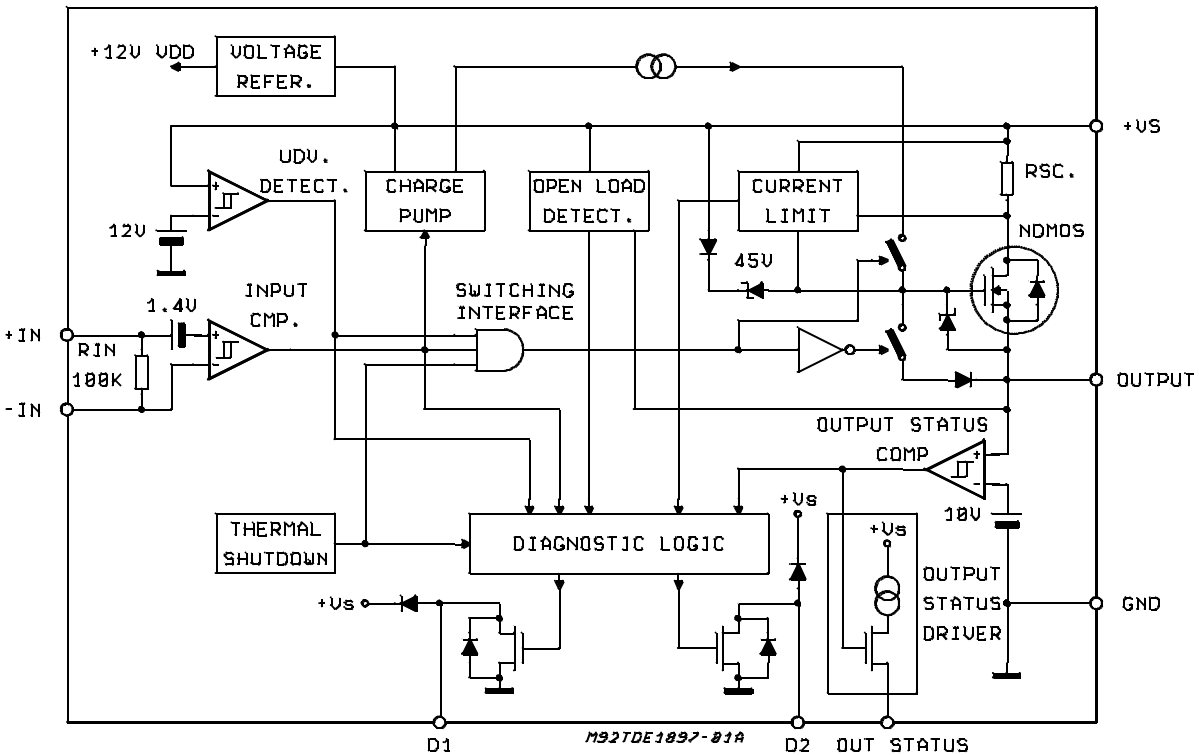 +12V VDD
VOLTAGE
REFER.
+VS
UDV.
DETECT.
CHARGE
PUMP
OPEN LOAD
DETECT.
CURRENT
LIMIT
RSC.
NDMOS
12V
45V
+
-
1.4V
INPUT
CMP.
SWITCHING
INTERFACE
+IN
RIN
100K
+
-
-IN
OUTPUT
OUTPUT STATUS
COMP
+
-
10V
THERMAL
SHUTDOWN
DIAGNOSTIC LOGIC
+Vs
+Vs
OUTPUT
STATUS
DRIVER
+Vs
GND
D1
M92TDE1897-01A
D2
OUT STATUS